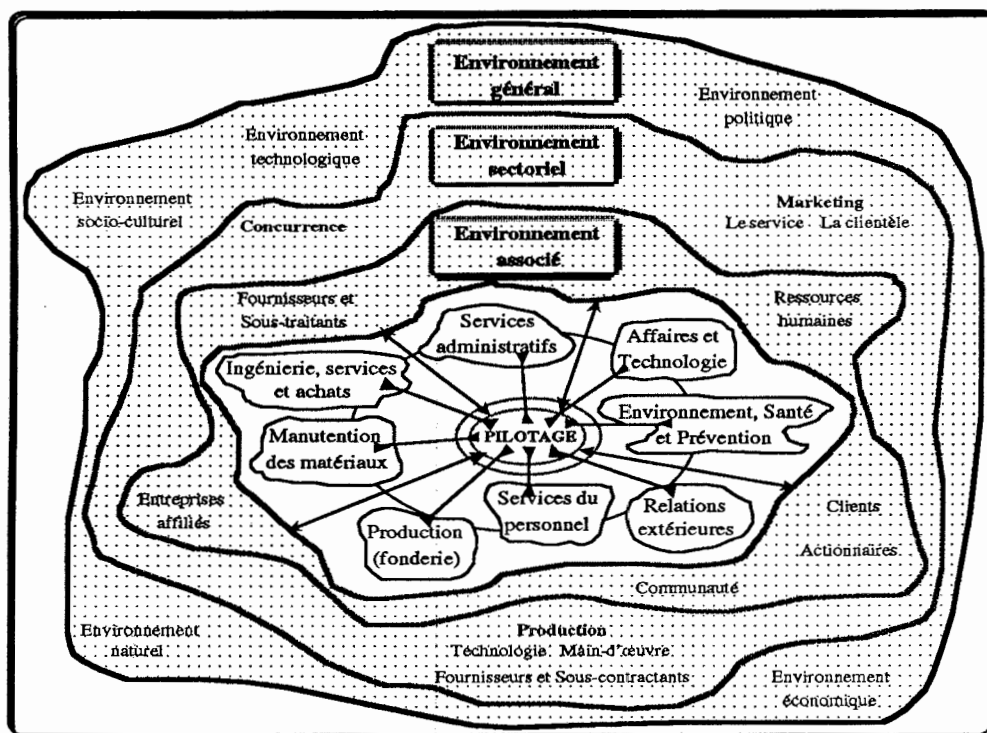 Environnement
général
Environnement
politique
Environnement
technologique
Environnement
sectoriel
Environnement
socio-culturel
Marketing
Le service La clientèle
Concurrence
Environnement
associé
Fournisseurs et
Sous-traitants
Ressources
humaines
Services
administratifs
Affaires et
Technologie
Ingénierie, services
et achats
Environnement, Santé
et Prévention
PILOTAGE
Manutention
des matériaux
Entreprises
affiliés
Services du
personnel
Relations
extérieures
Production
(fonderie)
Clients
Actionnaires
Communauté
Environnement
naturel
Production
Technologie Main-d'œuvre
Fournisseurs et Sous-contractants
Environnement
économique